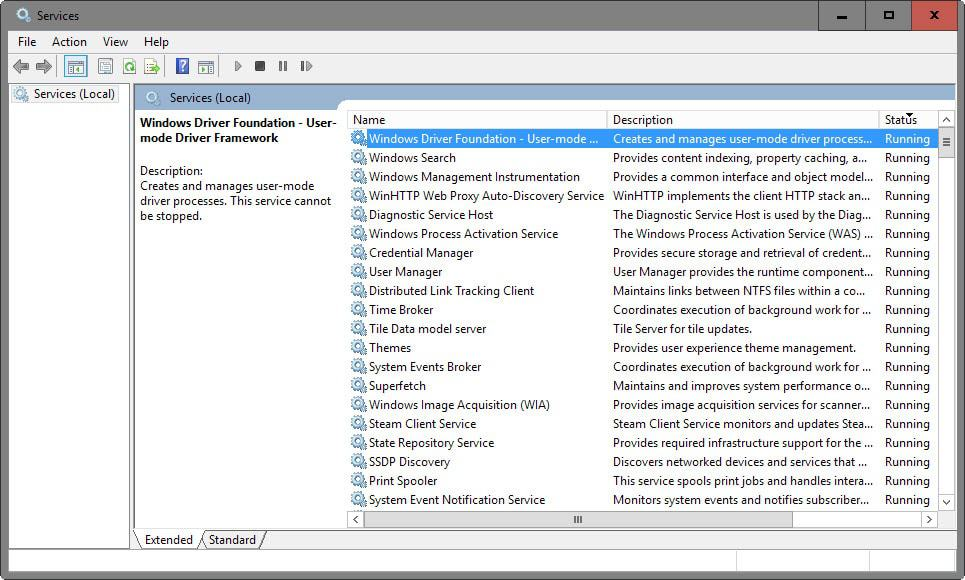 Services
File Action View Help
Services (Local)
Services (Local)
Windows Driver Foundation - User-
mode Driver Framework
Description:
Creates and manages user-mode
driver processes. This service cannot
be stopped.
Name Description Status
Windows Driver Foundation - User-mode ... Creates and manages user-mode driver process... Running
Windows Search Provides content indexing, property caching, a... Running
Windows Management Instrumentation Provides a common interface and object model... Running
WinHTTP Web Proxy Auto-Discovery Service WinHTTP implements the client HTTP stack an... Running
Diagnostic Service Host The Diagnostic Service Host is used by the Diag... Running
Windows Process Activation Service The Windows Process Activation Service (WAS) ... Running
Credential Manager Provides secure storage and retrieval of credent... Running
User Manager User Manager provides the runtime component... Running
Distributed Link Tracking Client Maintains links between NTFS files within a co... Running
Time Broker Coordinates execution of background work for ... Running
Tile Data model server Tile Server for tile updates. Running
Themes Provides user experience theme management. Running
System Events Broker Coordinates execution of background work for ... Running
Superfetch Maintains and improves system performance o... Running
Windows Image Acquisition (WIA) Provides image acquisition services for scanner... Running
Steam Client Service Steam Client Service monitors and updates Stea... Running
State Repository Service Provides required infrastructure support for the ... Running
SSDP Discovery Discovers networked devices and services that ... Running
Print Spooler This service spools print jobs and handles intera... Running
System Event Notification Service Monitors system events and notifies subscriber... Running
Extended Standard